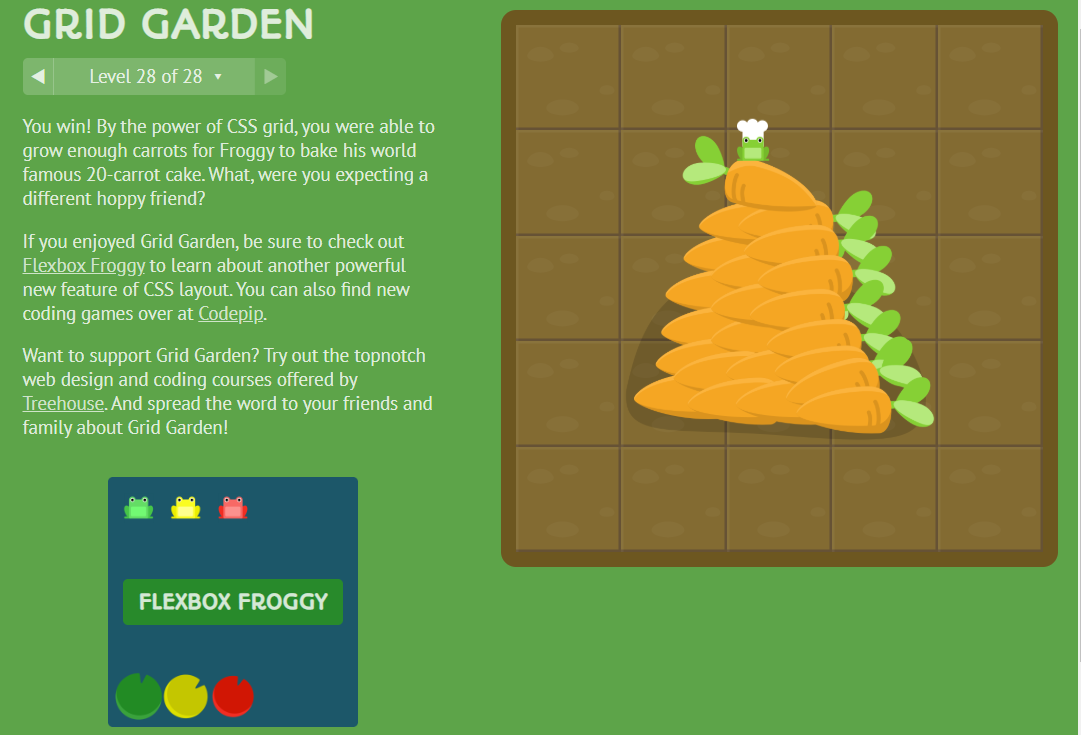 GRID GARDEN
Level 28 of 28
You win! By the power of CSS grid, you were able to
grow enough carrots for Froggy to bake his world
famous 20-carrot cake. What, were you expecting a
different hoppy friend?
If you enjoyed Grid Garden, be sure to check out
Flexbox Froggy to learn about another powerful
new feature of CSS layout. You can also find new
coding games over at Codepip.
Want to support Grid Garden? Try out the topnotch
web design and coding courses offered by
Treehouse. And spread the word to your friends and
family about Grid Garden!
FLEXBOX FROGGY